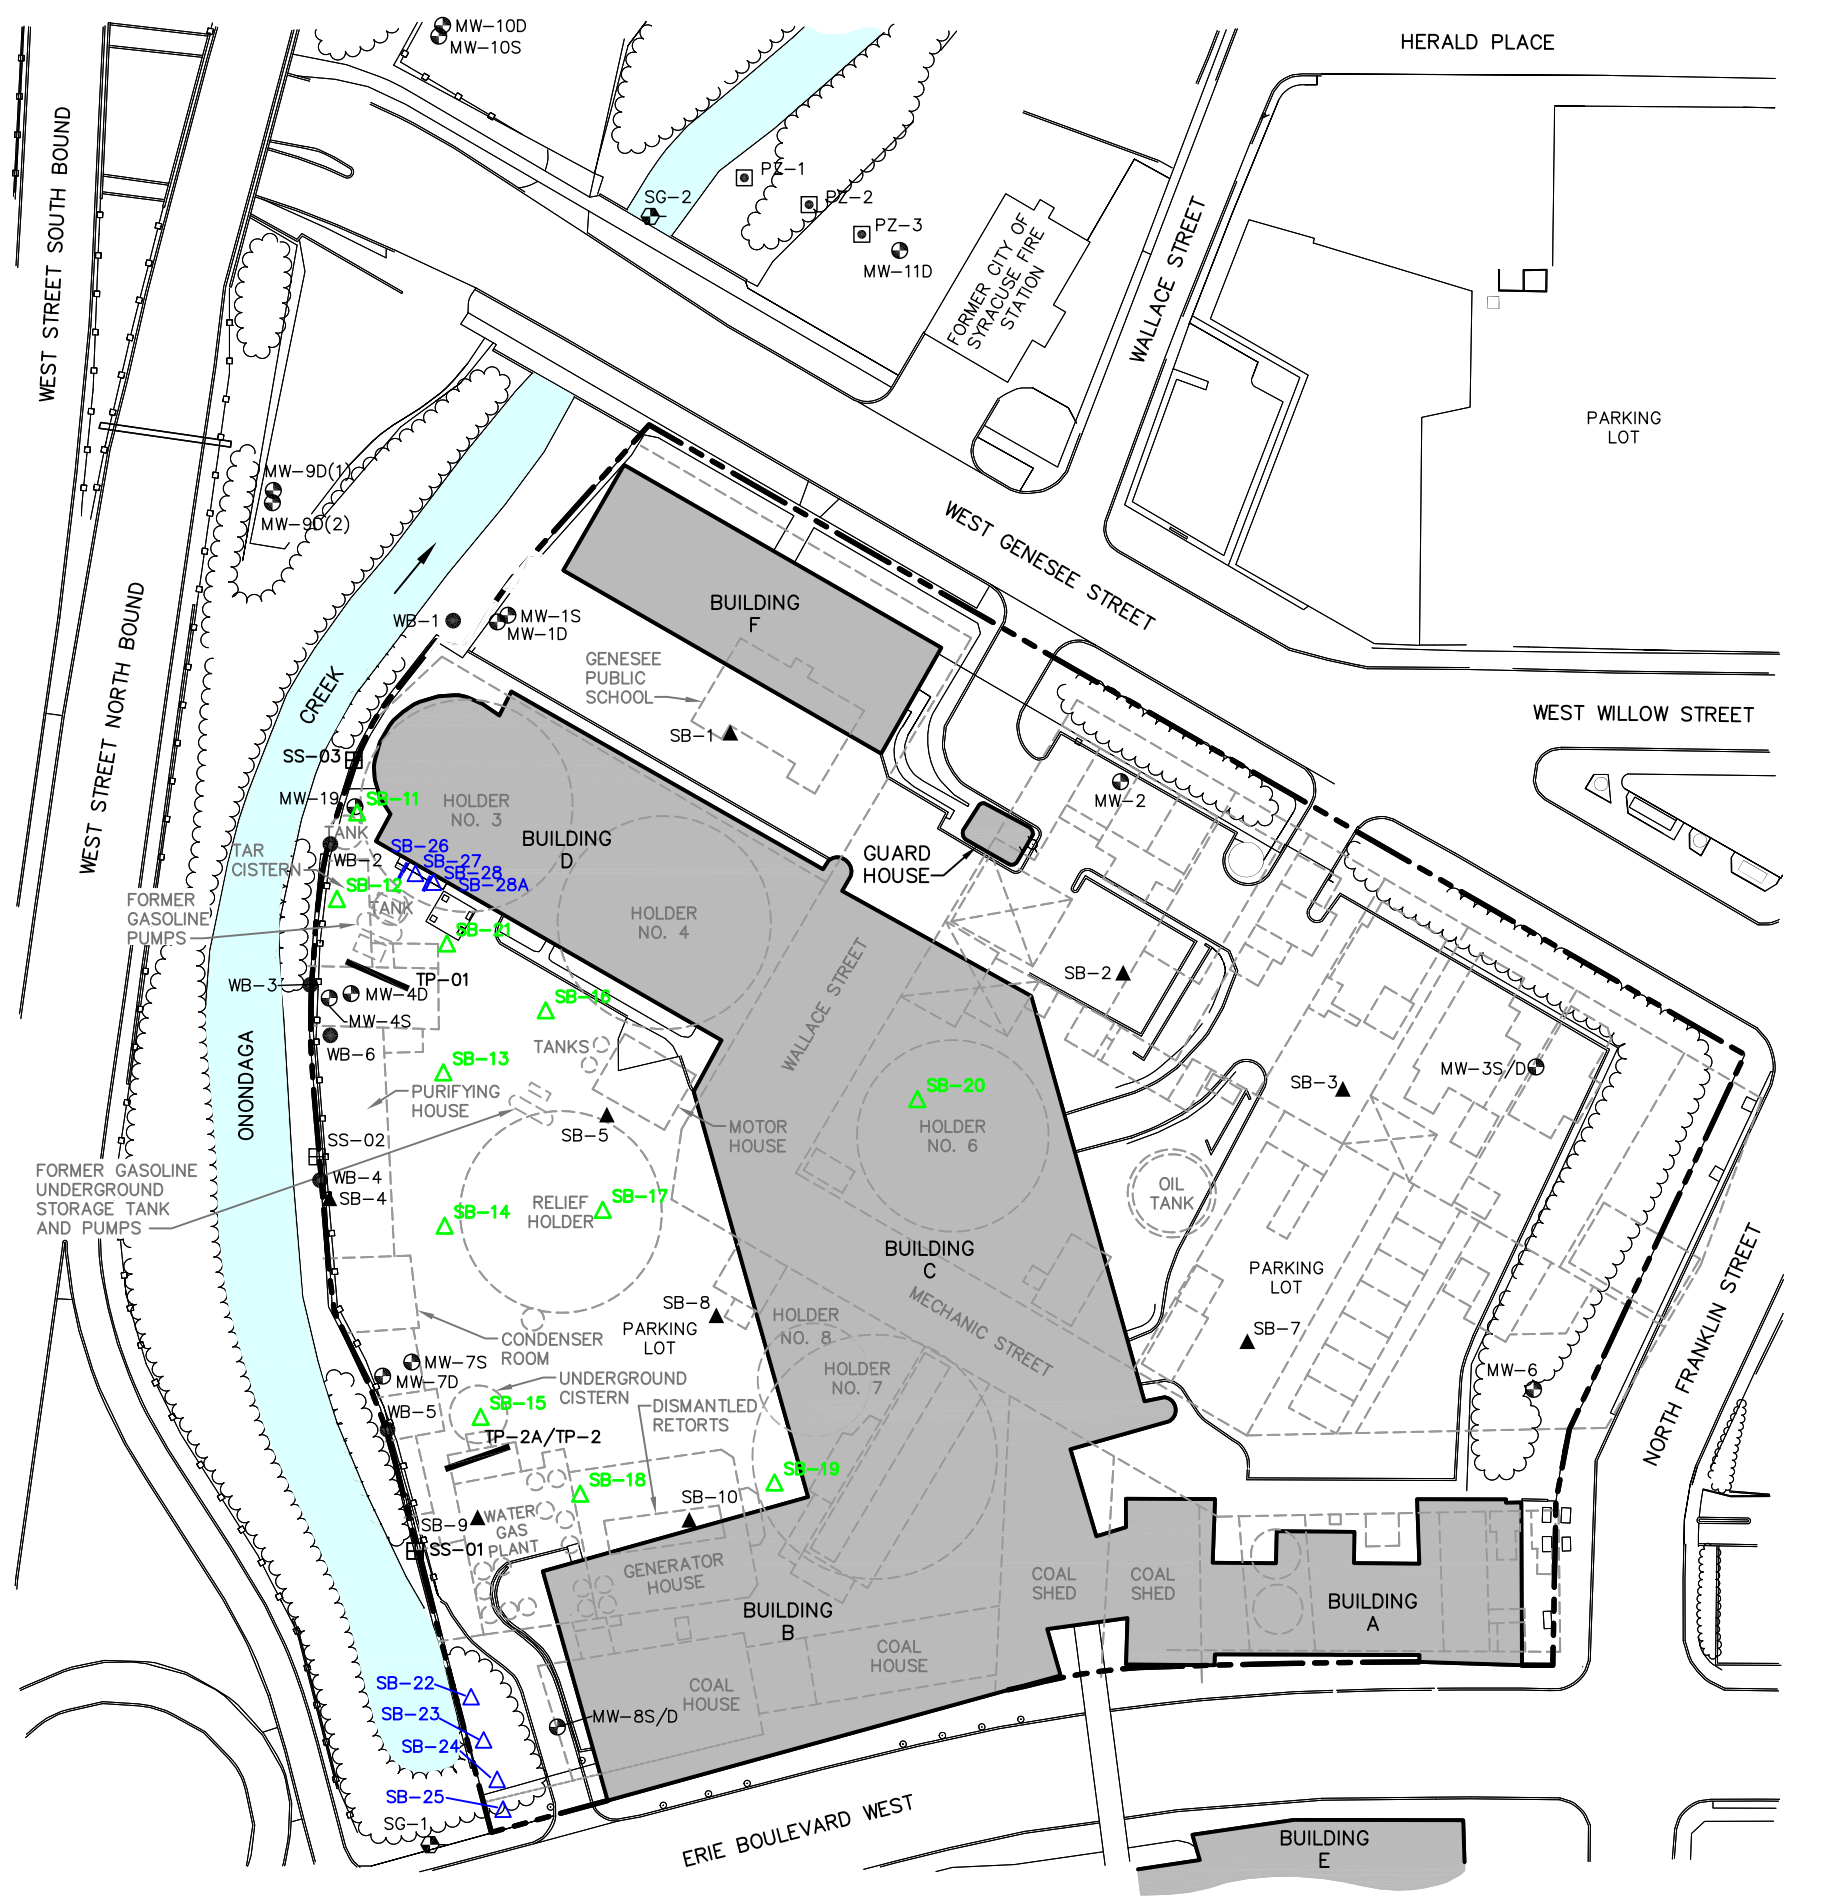 HERALD PLACE
MW-10D
MW-10S
WEST STREET SOUTH BOUND
PZ-1
PZ-2
SG-2
PZ-3
MW-11D
FORMER CITY OF
SYRACUSE FIRE
STATION
WALLACE STREET
PARKING
LOT
MW-9D(1)
MW-9D(2)
WEST GENESEE STREET
WEST STREET NORTH BOUND
WB-1
MW-1S
MW-1D
BUILDING
F
GENESEE
PUBLIC
SCHOOL
SB-1
CREEK
WEST WILLOW STREET
SS-03
MW-19
SB-11
HOLDER
NO. 3
BUILDING
D
MW-2
TANK
WB-2
SB-26
SB-27
SB-28
SB-28A
TAR
CISTERN
SB-12
TANK
GUARD
HOUSE
FORMER
GASOLINE
PUMPS
HOLDER
NO. 4
SB-21
WALLACE STREET
SB-2
WB-3
TP-01
MW-4D
MW-4S
SB-16
WB-6
TANKS
SB-13
ONONDAGA
PURIFYING
HOUSE
SB-5
MOTOR
HOUSE
SB-20
HOLDER
NO. 6
SB-3
MW-3S/D
SS-02
FORMER GASOLINE
UNDERGROUND
STORAGE TANK
AND PUMPS
WB-4
SB-4
SB-14
RELIEF
HOLDER
SB-17
OIL
TANK
BUILDING
C
PARKING
LOT
MECHANIC STREET
SB-8
PARKING
LOT
HOLDER
NO. 8
SB-7
CONDENSER
ROOM
MW-7S
MW-7D
UNDERGROUND
CISTERN
HOLDER
NO. 7
MW-6
NORTH FRANKLIN STREET
WB-5
SB-15
DISMANTLED
RETORTS
TP-2A/TP-2
SB-18
SB-19
SB-10
SB-9
WATER
GAS
PLANT
SS-01
GENERATOR
HOUSE
COAL
SHED
COAL
SHED
BUILDING
B
BUILDING
A
COAL
HOUSE
COAL
HOUSE
SB-22
SB-23
MW-8S/D
SB-24
SB-25
SG-1
ERIE BOULEVARD WEST
BUILDING
E